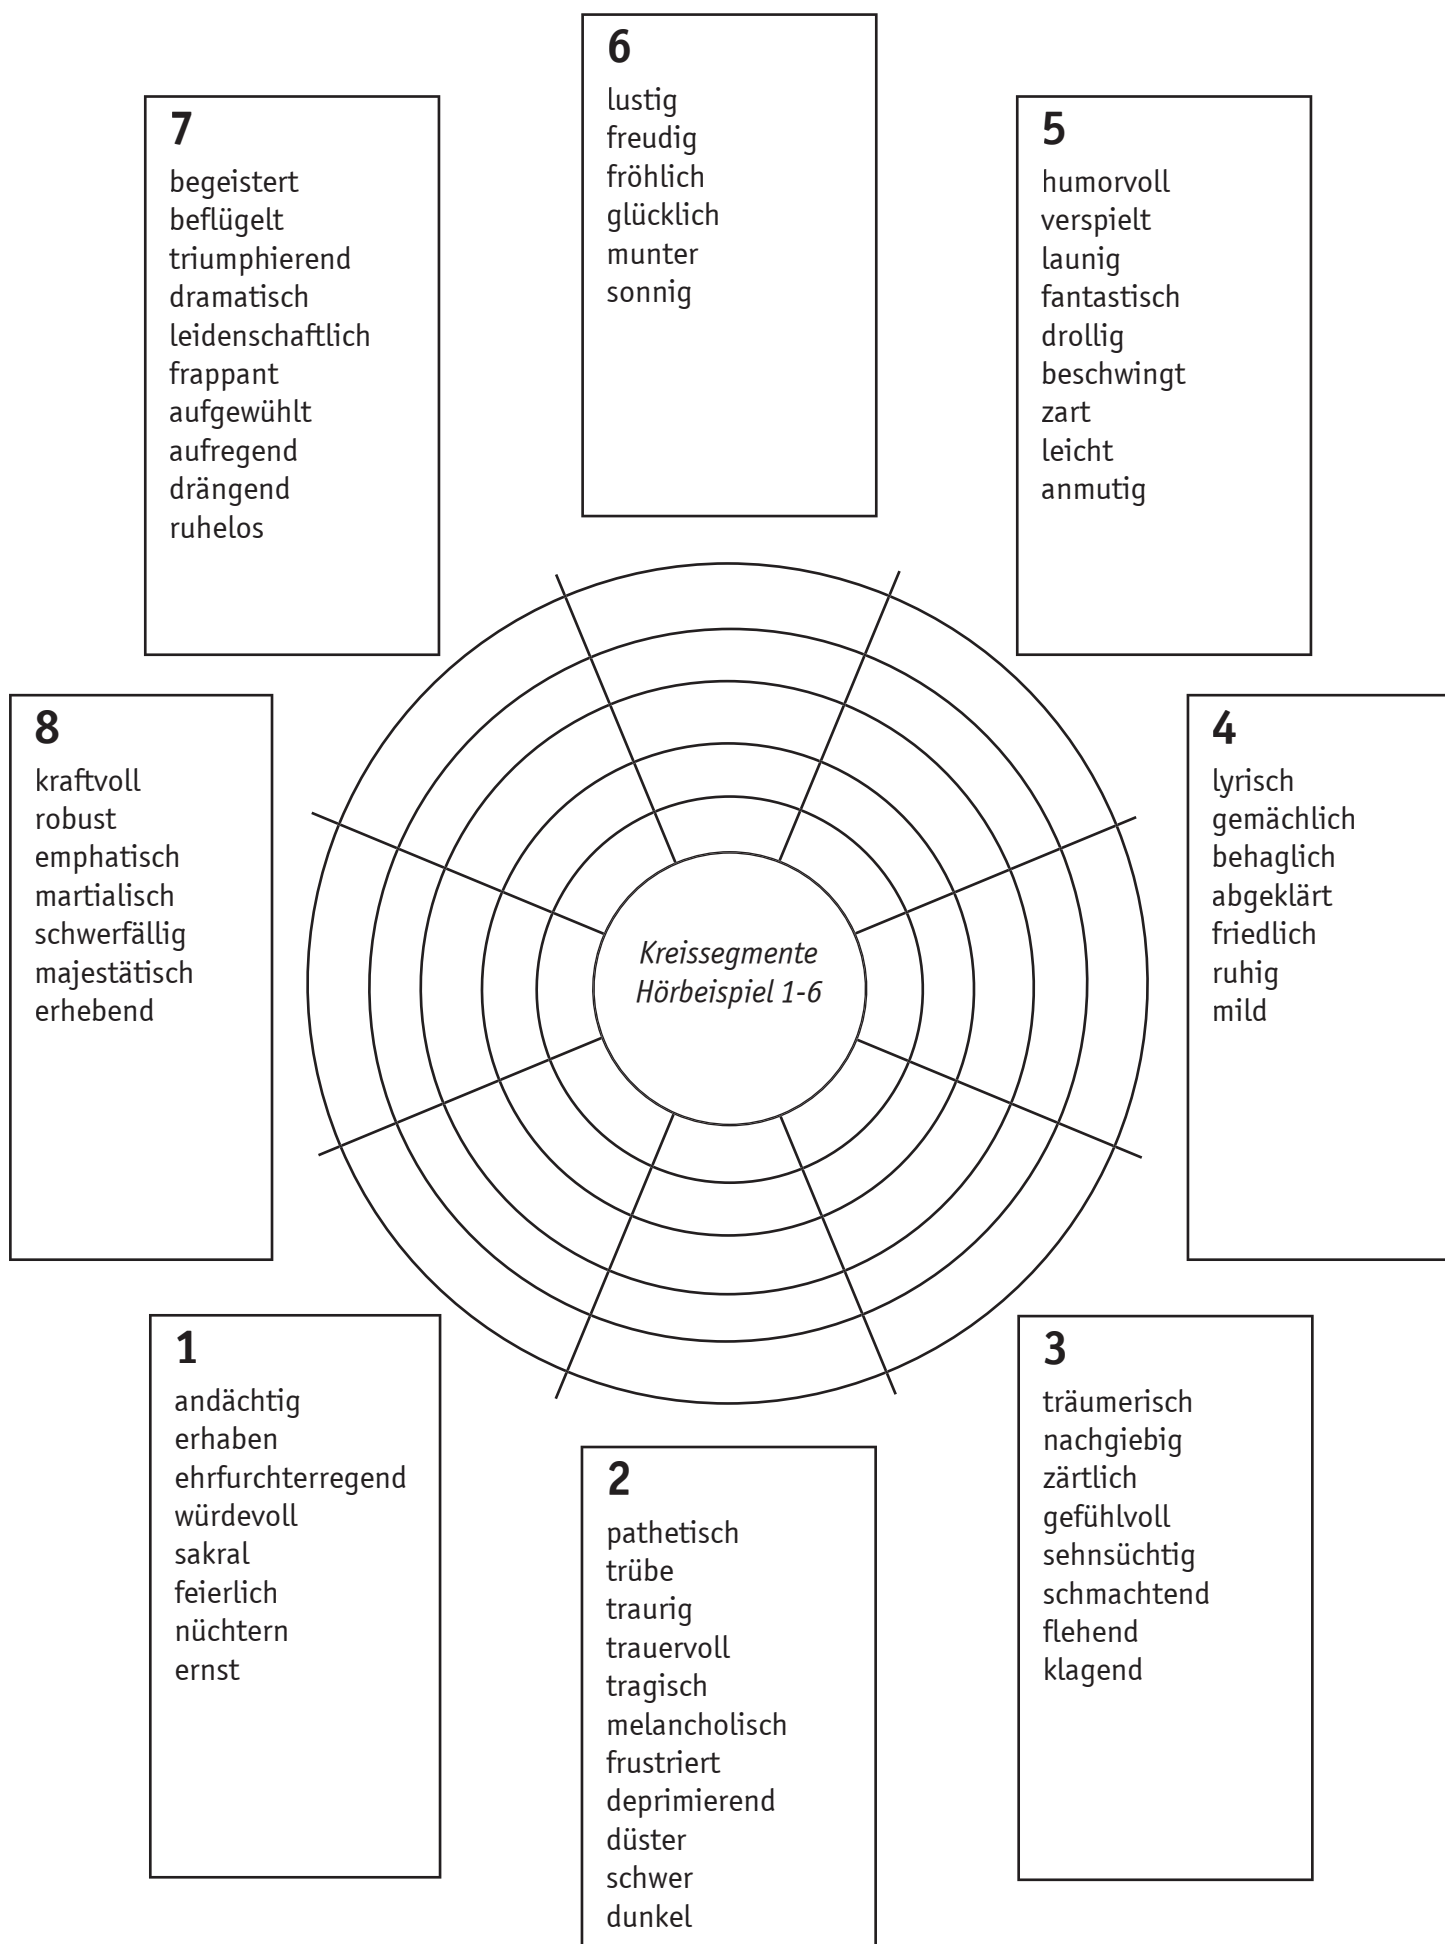 6
lustig
freudig
fröhlich
glücklich
munter
sonnig
7
begeistert
beflügelt
triumphierend
dramatisch
leidenschaftlich
frappant
aufgewühlt
aufregend
drängend
ruhelos
5
humorvoll
verspielt
launig
fantastisch
drollig
beschwingt
zart
leicht
anmutig
8
kraftvoll
robust
emphatisch
martialisch
schwerfällig
majestätisch
erhebend
Kreissegmente
Hörbeispiel 1-6
4
lyrisch
gemächlich
behaglich
abgeklärt
friedlich
ruhig
mild
1
andächtig
erhaben
ehrfurchterregend
würdevoll
sakral
feierlich
nüchtern
ernst
2
pathetisch
trübe
traurig
trauervoll
tragisch
melancholisch
frustriert
deprimierend
düster
schwer
dunkel
3
träumerisch
nachgiebig
zärtlich
gefühlvoll
sehnsüchtig
schmachtend
flehend
klagend